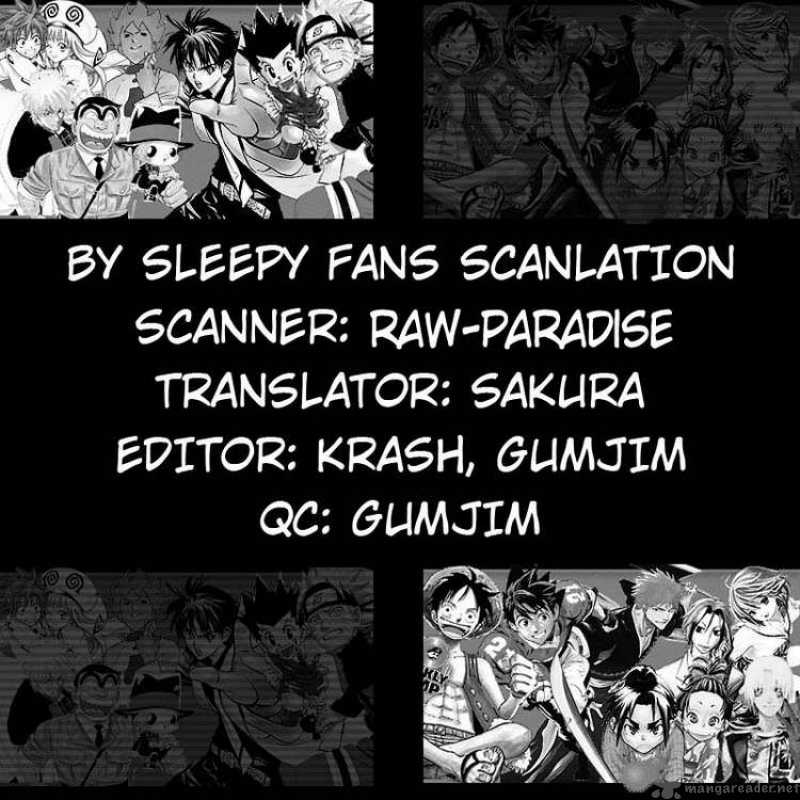 BY SLEEPY FANS SCANLATION
SCANNER: RAW-PARADISE
TRANSLATOR: SAKURA
EDITOR: KRASH, GUMJIM
QC: GUMJIM
mangareader.net